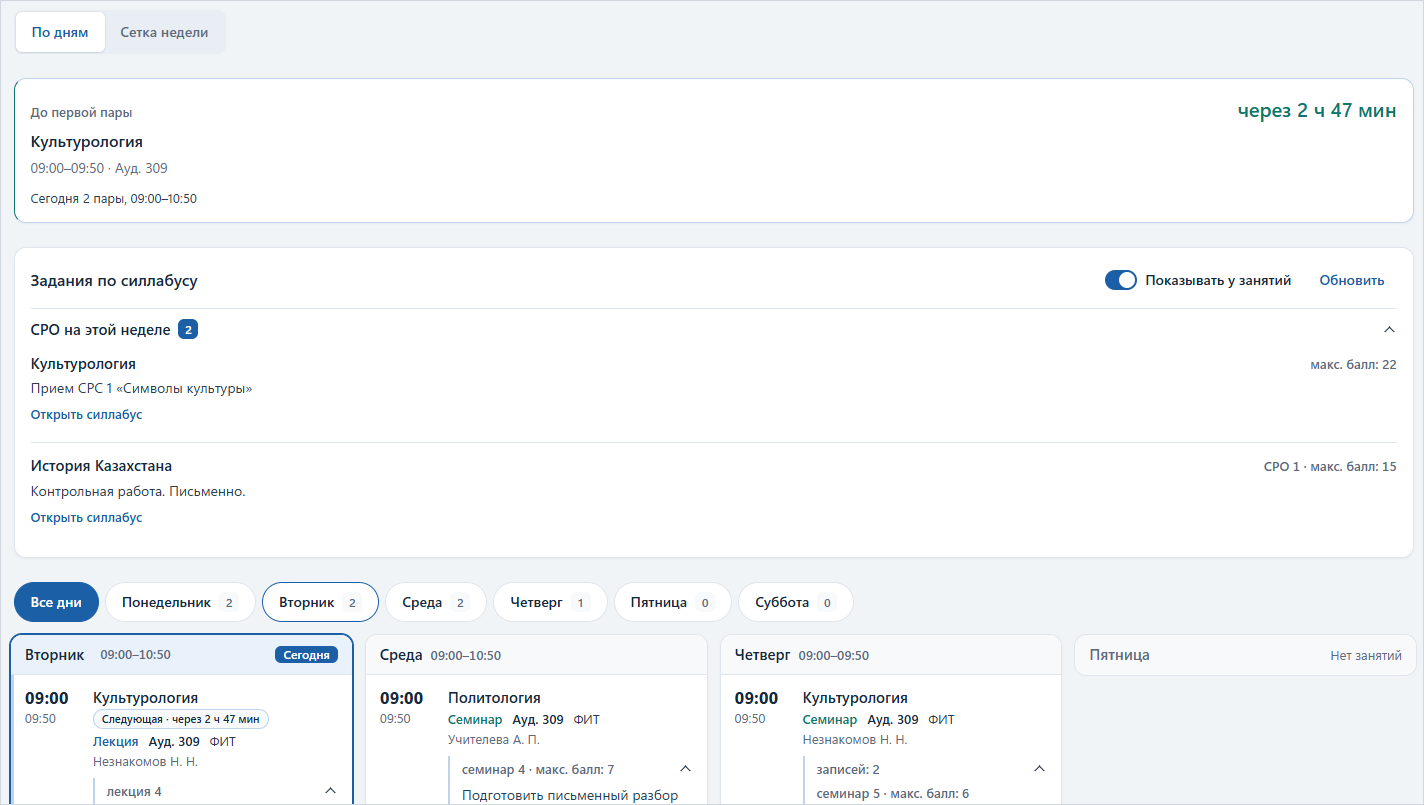 По дням Сетка недели
До первой пары через 2 ч 47 мин
Культурология
09:00–09:50 · Ауд. 309
Сегодня 2 пары, 09:00–10:50
Задания по силлабусу Показывать у занятий Обновить
СРО на этой неделе 2
Культурология макс. балл: 22
Прием СРС 1 «Символы культуры»
Открыть силлабус
История Казахстана СРО 1 · макс. балл: 15
Контрольная работа. Письменно.
Открыть силлабус
Все дни Понедельник 2 Вторник 2 Среда 2 Четверг 1 Пятница 0 Суббота 0
Вторник 09:00–10:50 Сегодня
09:00 Культурология
09:50 Следующая · через 2 ч 47 мин
Лекция Ауд. 309 ФИТ
Незнакомов Н. Н.
лекция 4
Среда 09:00–10:50
09:00 Политология
09:50 Семинар Ауд. 309 ФИТ
Учителева А. П.
семинар 4 · макс. балл: 7
Подготовить письменный разбор
Четверг 09:00–09:50
09:00 Культурология
09:50 Семинар Ауд. 309 ФИТ
Незнакомов Н. Н.
записей: 2
семинар 5 · макс. балл: 6
Пятница Нет занятий